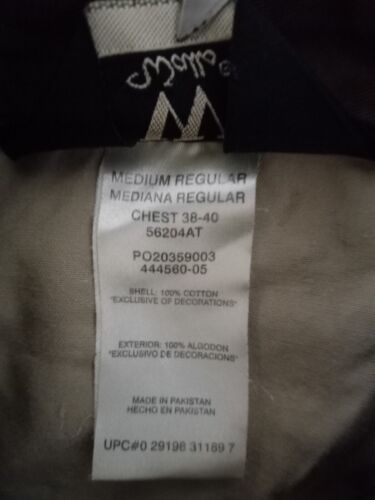 Walls
W
MEDIUM REGULAR
MEDIANA REGULAR
CHEST 38-40
56204AT
PO20359003
444560-05
SHELL: 100% COTTON
"EXCLUSIVE OF DECORATIONS"
EXTERIOR: 100% ALGODON
"EXCLUSIVO DE DECORACIONES"
MADE IN PAKISTAN
HECHO EN PAKISTAN
UPC#0 29198 31189 7